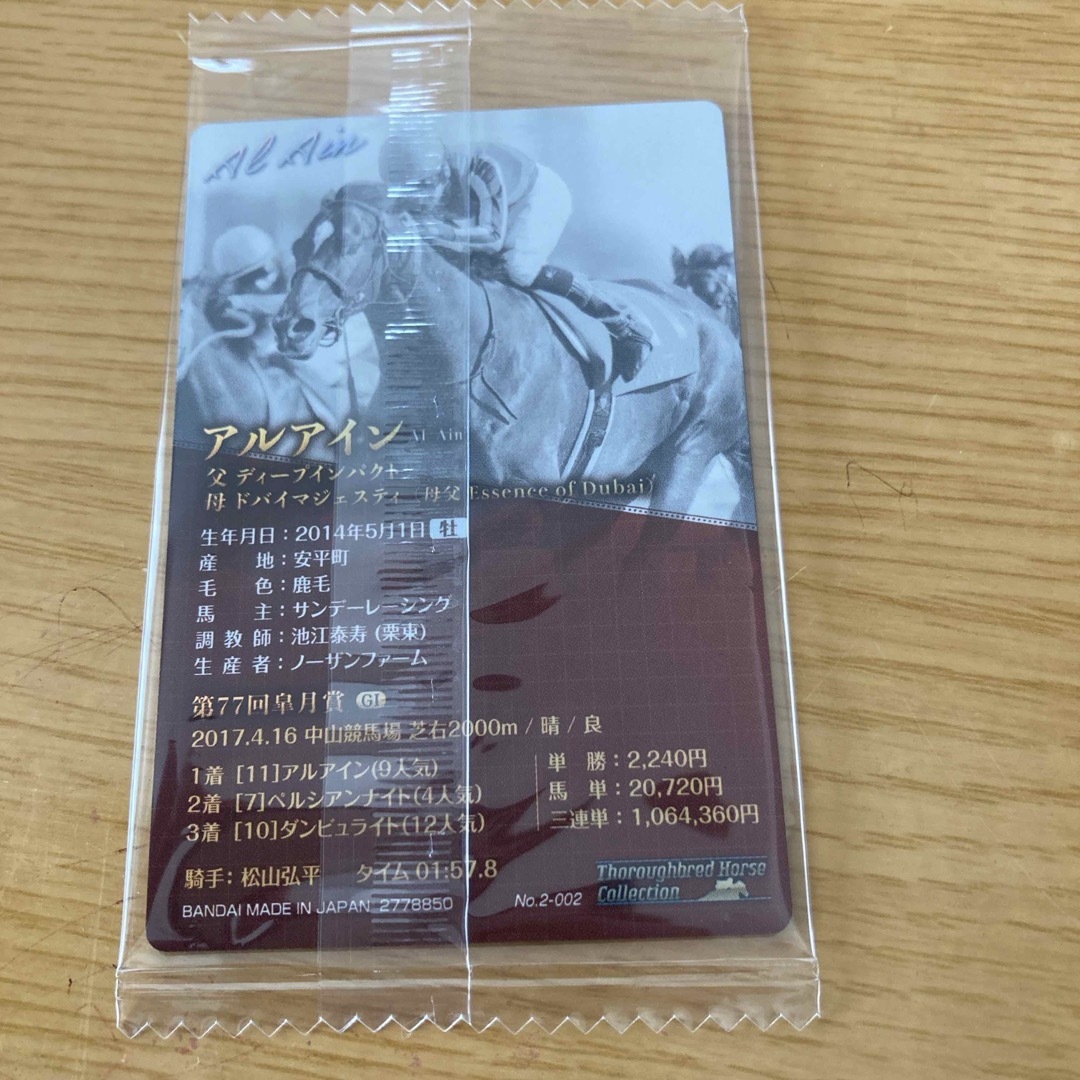 Al Ain
アルアイン Al Ain
父 ディープインパクト
母 ドバイマジェスティ (母父 Essence of Dubai)
生年月日：2014年5月1日 牡
産　　地：安平町
毛　　色：鹿毛
馬　　主：サンデーレーシング
調 教 師：池江泰寿 (栗東)
生 産 者：ノーザンファーム
第77回皐月賞 GI
2017.4.16 中山競馬場 芝右2000m / 晴 / 良
1着 [11]アルアイン(9人気)
2着 [7]ペルシアンナイト(4人気)
3着 [10]ダンビュライト(12人気)
単　勝：2,240円
馬　単：20,720円
三連単：1,064,360円
騎手：松山弘平　タイム 01:57.8
BANDAI MADE IN JAPAN 2778850
No.2-002
Thoroughbred Horse
Collection